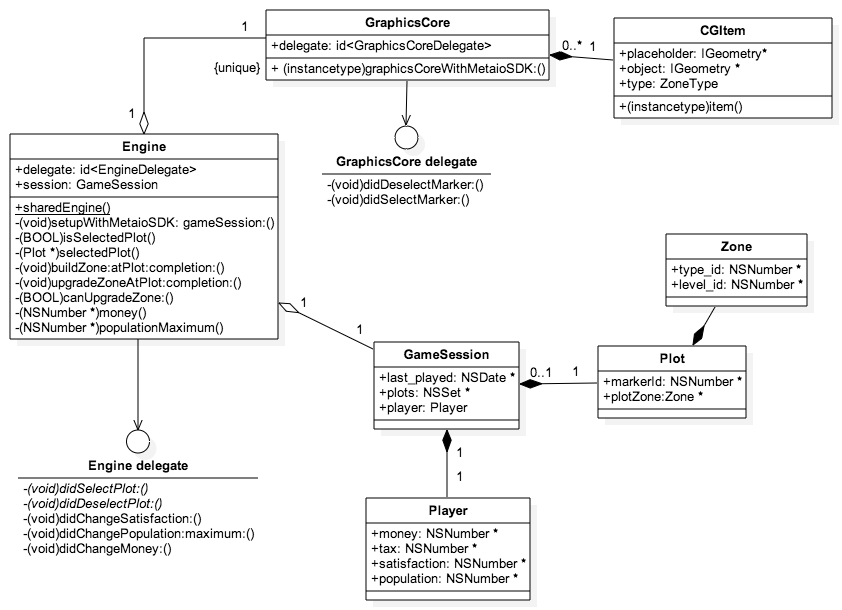 GraphicsCore
+delegate: id<GraphicsCoreDelegate>
+ (instancetype)graphicsCoreWithMetaioSDK:()
1
{unique}
0..*
1
CGItem
+placeholder: IGeometry*
+object: IGeometry *
+type: ZoneType
+(instancetype)item()
1
Engine
+delegate: id<EngineDelegate>
+session: GameSession
+sharedEngine()
-(void)setupWithMetaioSDK: gameSession:()
-(BOOL)isSelectedPlot()
-(Plot *)selectedPlot()
-(void)buildZone:atPlot:completion:()
-(void)upgradeZoneAtPlot:completion:()
-(BOOL)canUpgradeZone:()
-(NSNumber *)money()
-(NSNumber *)populationMaximum()
GraphicsCore delegate
-(void)didDeselectMarker:()
-(void)didSelectMarker:()
Zone
+type_id: NSNumber *
+level_id: NSNumber *
1
1
GameSession
+last_played: NSDate *
+plots: NSSet *
+player: Player
0..1
1
Plot
+markerId: NSNumber *
+plotZone:Zone *
1
1
Engine delegate
-(void)didSelectPlot:()
-(void)didDeselectPlot:()
-(void)didChangeSatisfaction:()
-(void)didChangePopulation:maximum:()
-(void)didChangeMoney:()
Player
+money: NSNumber *
+tax: NSNumber *
+satisfaction: NSNumber *
+population: NSNumber *